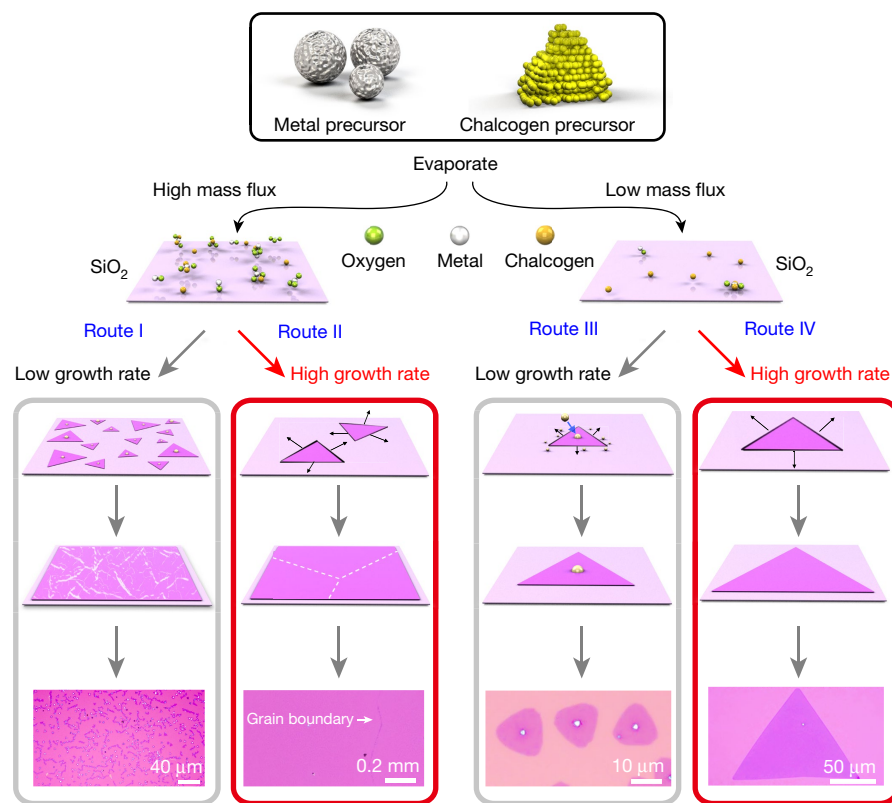 Metal precursor
Chalcogen precursor
Evaporate
High mass flux
Low mass flux
SiO₂
Oxygen
Metal
Chalcogen
SiO₂
Route I
Route II
Route III
Route IV
Low growth rate
High growth rate
Low growth rate
High growth rate
Grain boundary
40 μm
0.2 mm
10 μm
50 μm